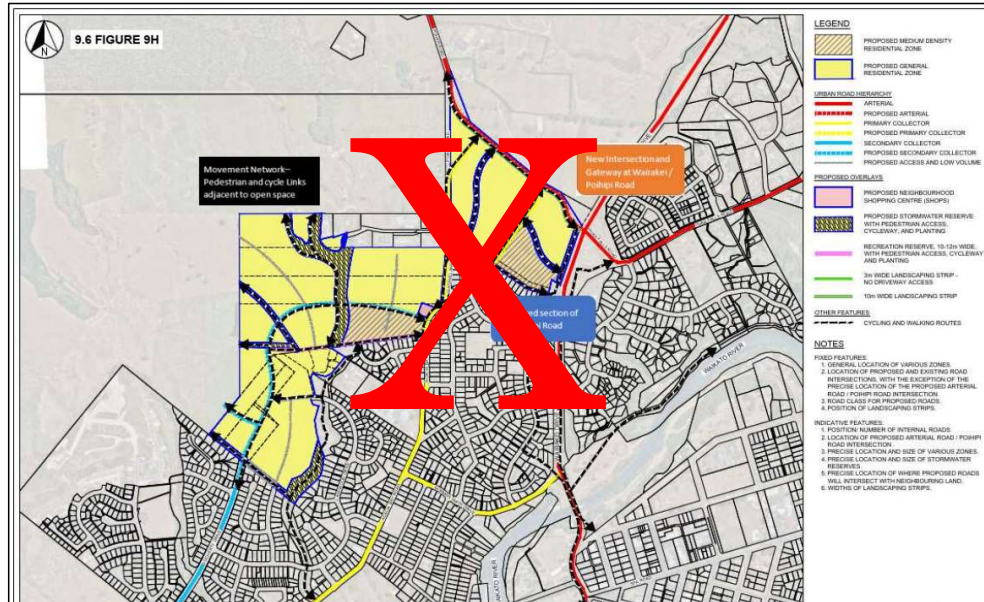 N
9.6 FIGURE 9H
Movement Network–
Pedestrian and cycle Links
adjacent to open space
New Intersection and
Gateway at Wairakei /
Poihipi Road
X
section of
Road
WAIKATO RIVER
WAIKATO RIVER
LEGEND
PROPOSED MEDIUM DENSITY
RESIDENTIAL ZONE
PROPOSED GENERAL
RESIDENTIAL ZONE
URBAN ROAD HIERARCHY
ARTERIAL
PROPOSED ARTERIAL
PRIMARY COLLECTOR
PROPOSED PRIMARY COLLECTOR
SECONDARY COLLECTOR
PROPOSED SECONDARY COLLECTOR
PROPOSED ACCESS AND LOW VOLUME
PROPOSED OVERLAYS
PROPOSED NEIGHBOURHOOD
SHOPPING CENTRE (SHOPS)
PROPOSED STORMWATER RESERVE
WITH PEDESTRIAN ACCESS,
CYCLEWAY, AND PLANTING
RECREATION RESERVE, 10-12m WIDE,
WITH PEDESTRIAN ACCESS, CYCLEWAY
AND PLANTING
3m WIDE LANDSCAPING STRIP -
NO DRIVEWAY ACCESS
10m WIDE LANDSCAPING STRIP
OTHER FEATURES
CYCLING AND WALKING ROUTES
NOTES
FIXED FEATURES:
1. GENERAL LOCATION OF VARIOUS ZONES.
2. LOCATION OF PROPOSED AND EXISTING ROAD
INTERSECTIONS, WITH THE EXCEPTION OF THE
PRECISE LOCATION OF THE PROPOSED ARTERIAL
ROAD / POIHIPI ROAD INTERSECTION.
3. ROAD CLASS FOR PROPOSED ROADS.
4. POSITION OF LANDSCAPING STRIPS.
INDICATIVE FEATURES:
1. POSITION/ NUMBER OF INTERNAL ROADS
2. LOCATION OF PROPOSED ARTERIAL ROAD / POIHIPI
ROAD INTERSECTION .
3. PRECISE LOCATION AND SIZE OF VARIOUS ZONES.
4. PRECISE LOCATION AND SIZE OF STORMWATER
RESERVES.
5. PRECISE LOCATION OF WHERE PROPOSED ROADS
WILL INTERSECT WITH NEIGHBOURING LAND.
6. WIDTHS OF LANDSCAPING STRIPS.